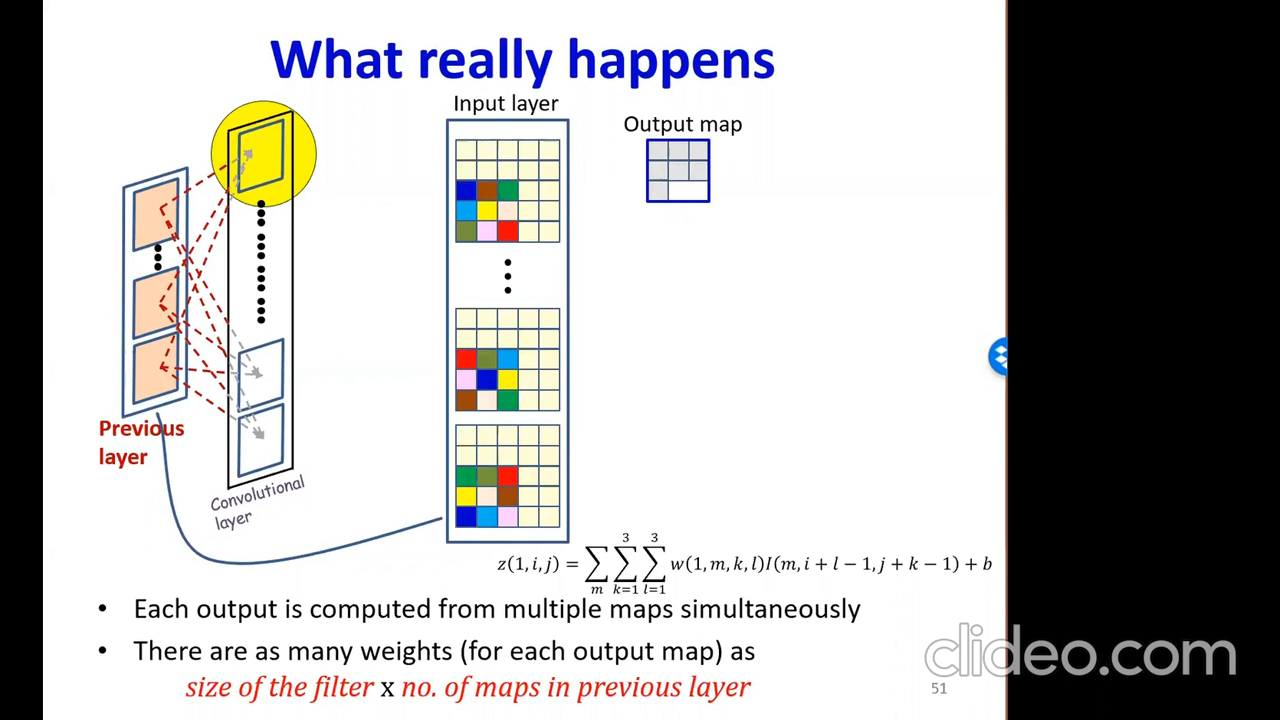 What really happens
Input layer
Output map
Previous
layer
Convolutional
layer
z(1,i,j) = ∑_m ∑_{k=1}^{3} ∑_{l=1}^{3} w(1,m,k,l)I(m,i+l−1,j+k−1)+b
• Each output is computed from multiple maps simultaneously
• There are as many weights (for each output map) as
size of the filter x no. of maps in previous layer
clideo.com
51